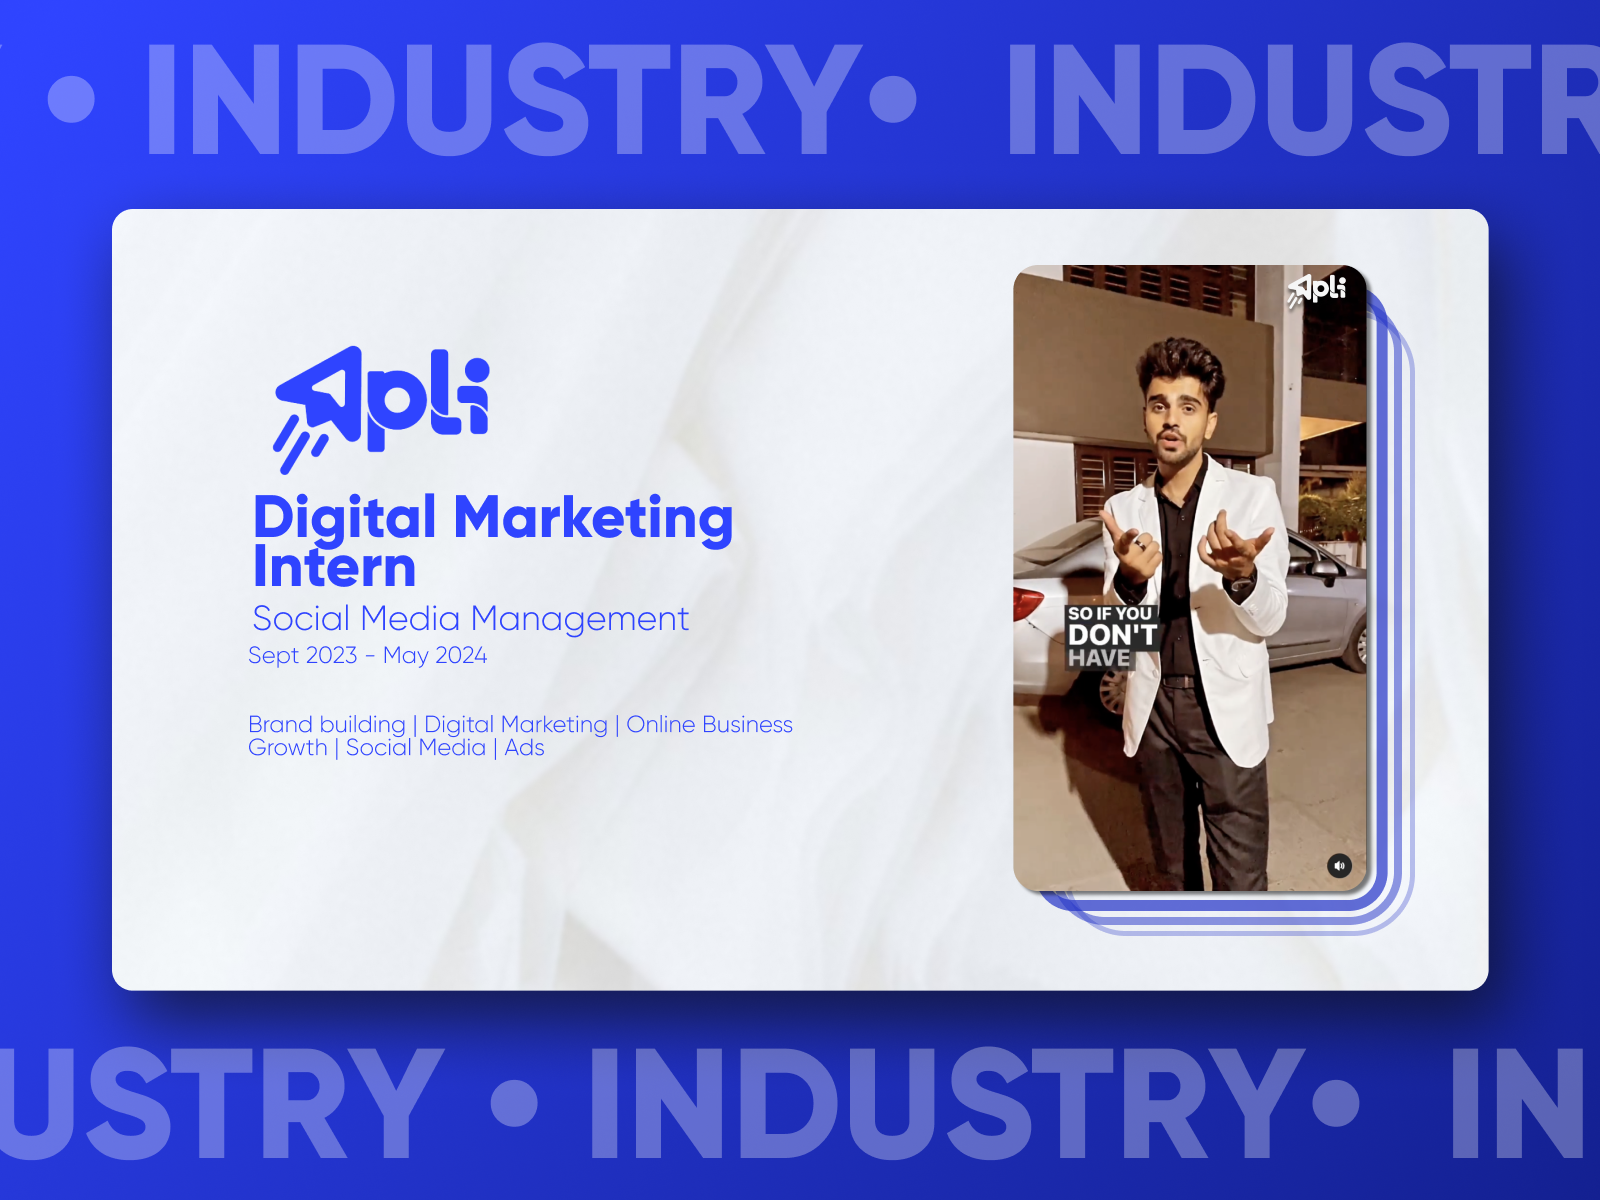 • INDUSTRY• INDUSTR
Apli
Digital Marketing
Intern
Social Media Management
Sept 2023 - May 2024
Brand building | Digital Marketing | Online Business
Growth | Social Media | Ads
Apli
SO IF YOU
DON'T
HAVE
USTRY • INDUSTRY• IN